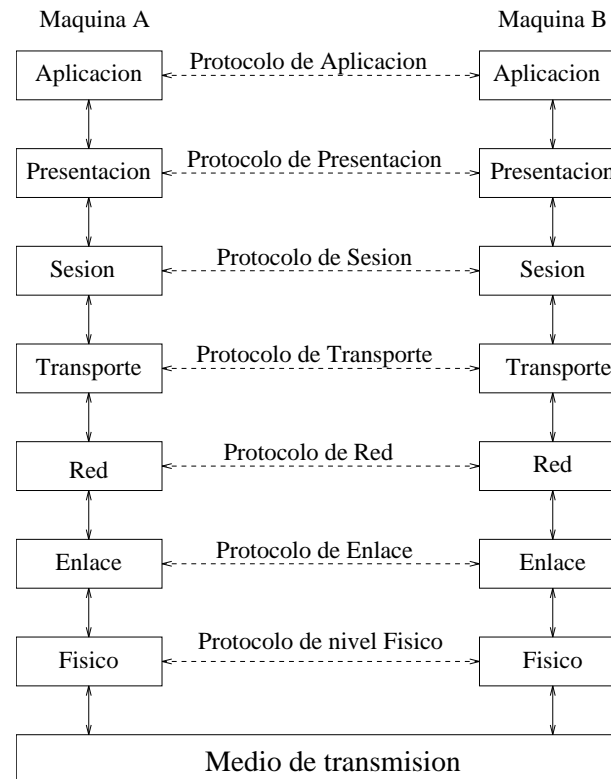 Maquina A
Maquina B
Aplicacion
Protocolo de Aplicacion
Aplicacion
Presentacion
Protocolo de Presentacion
Presentacion
Sesion
Protocolo de Sesion
Sesion
Transporte
Protocolo de Transporte
Transporte
Red
Protocolo de Red
Red
Enlace
Protocolo de Enlace
Enlace
Fisico
Protocolo de nivel Fisico
Fisico
Medio de transmision